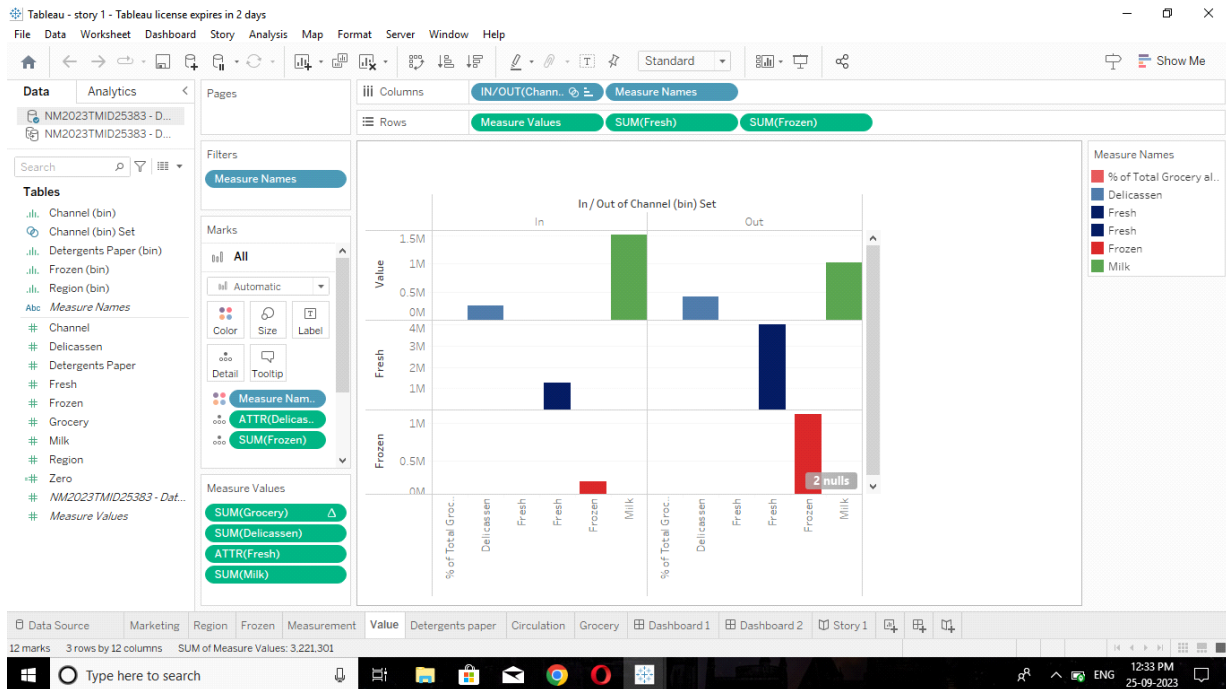 Tableau - story 1 - Tableau license expires in 2 days
File Data Worksheet Dashboard Story Analysis Map Format Server Window Help
Standard
Show Me
Data Analytics
NM2023TMID25383 - D...
NM2023TMID25383 - D...
Search
Tables
Channel (bin)
Channel (bin) Set
Detergents Paper (bin)
Frozen (bin)
Region (bin)
Abc Measure Names
# Channel
# Delicassen
# Detergents Paper
# Fresh
# Frozen
# Grocery
# Milk
# Region
=# Zero
# NM2023TMID25383 - Dat...
# Measure Values
Pages
Filters
Measure Names
Marks
All
Automatic
Color Size Label
Detail Tooltip
Measure Nam..
ATTR(Delicas..
SUM(Frozen)
Measure Values
SUM(Grocery) Δ
SUM(Delicassen)
ATTR(Fresh)
SUM(Milk)
Columns IN/OUT(Chann.. Measure Names
Rows Measure Values SUM(Fresh) SUM(Frozen)
In / Out of Channel (bin) Set
In Out
Value
1.5M
1M
0.5M
0M
Fresh
4M
3M
2M
1M
Frozen
1M
0.5M
0M
2 nulls
% of Total Groc..
Delicassen
Fresh
Fresh
Frozen
Milk
% of Total Groc..
Delicassen
Fresh
Fresh
Frozen
Milk
Measure Names
% of Total Grocery al..
Delicassen
Fresh
Fresh
Frozen
Milk
Data Source Marketing Region Frozen Measurement Value Detergents paper Circulation Grocery Dashboard 1 Dashboard 2 Story 1
12 marks 3 rows by 12 columns SUM of Measure Values: 3,221,301
Type here to search
ENG
12:33 PM
25-09-2023